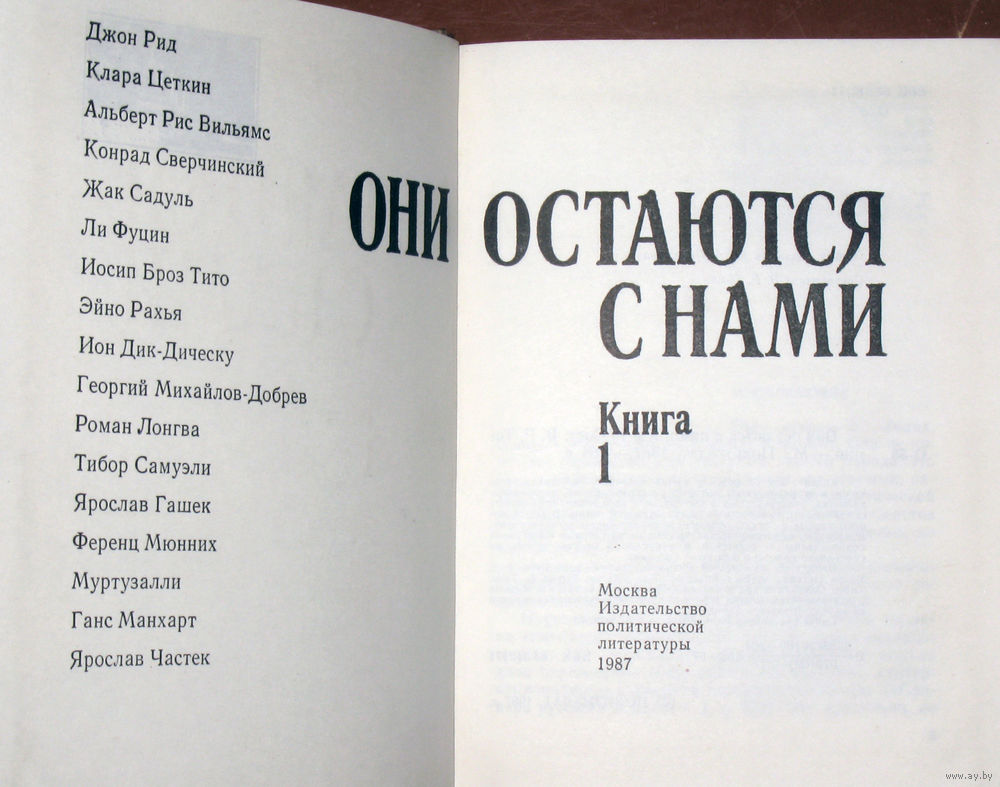 Джон Рид
Клара Цеткин
Альберт Рис Вильямс
Конрад Сверчинский
Жак Садуль
Ли Фуцин
Иосип Броз Тито
Эйно Рахья
Ион Дик-Дическу
Георгий Михайлов-Добрев
Роман Лонгва
Тибор Самуэли
Ярослав Гашек
Ференц Мюнних
Муртузалли
Ганс Манхарт
Ярослав Частек
ОНИ ОСТАЮТСЯ
С НАМИ
Книга
1
Москва
Издательство
политической
литературы
1987
www.ay.by